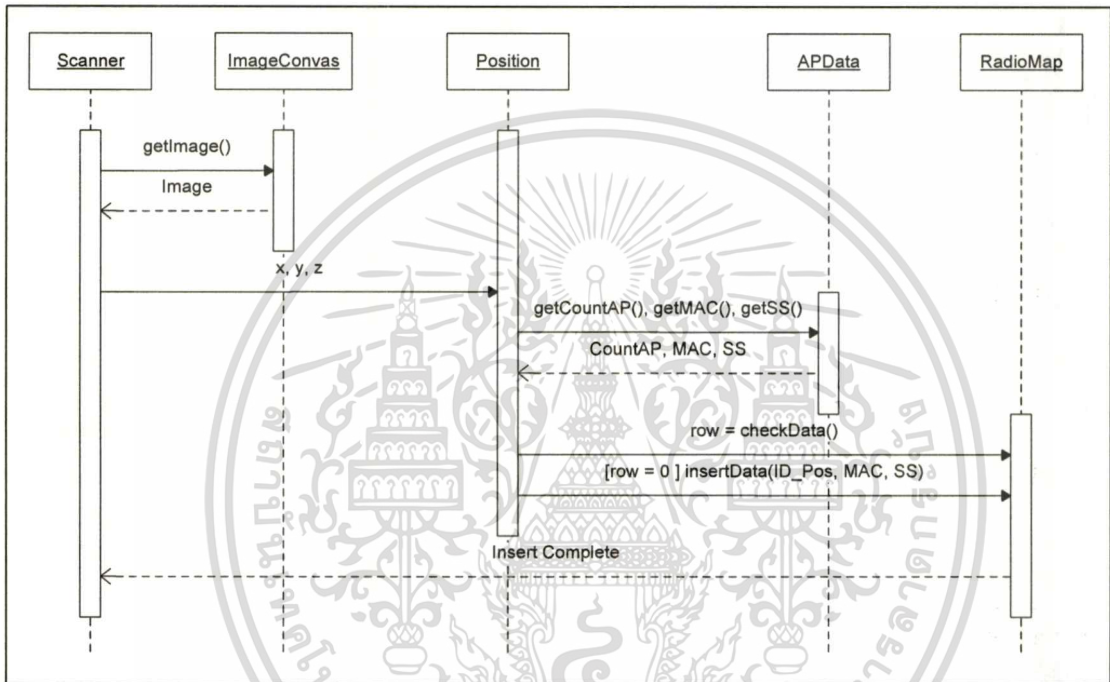 Scanner
ImageConvas
Position
APData
RadioMap
getImage()
Image
x, y, z
getCountAP(), getMAC(), getSS()
CountAP, MAC, SS
row = checkData()
[row = 0 ] insertData(ID_Pos, MAC, SS)
Insert Complete